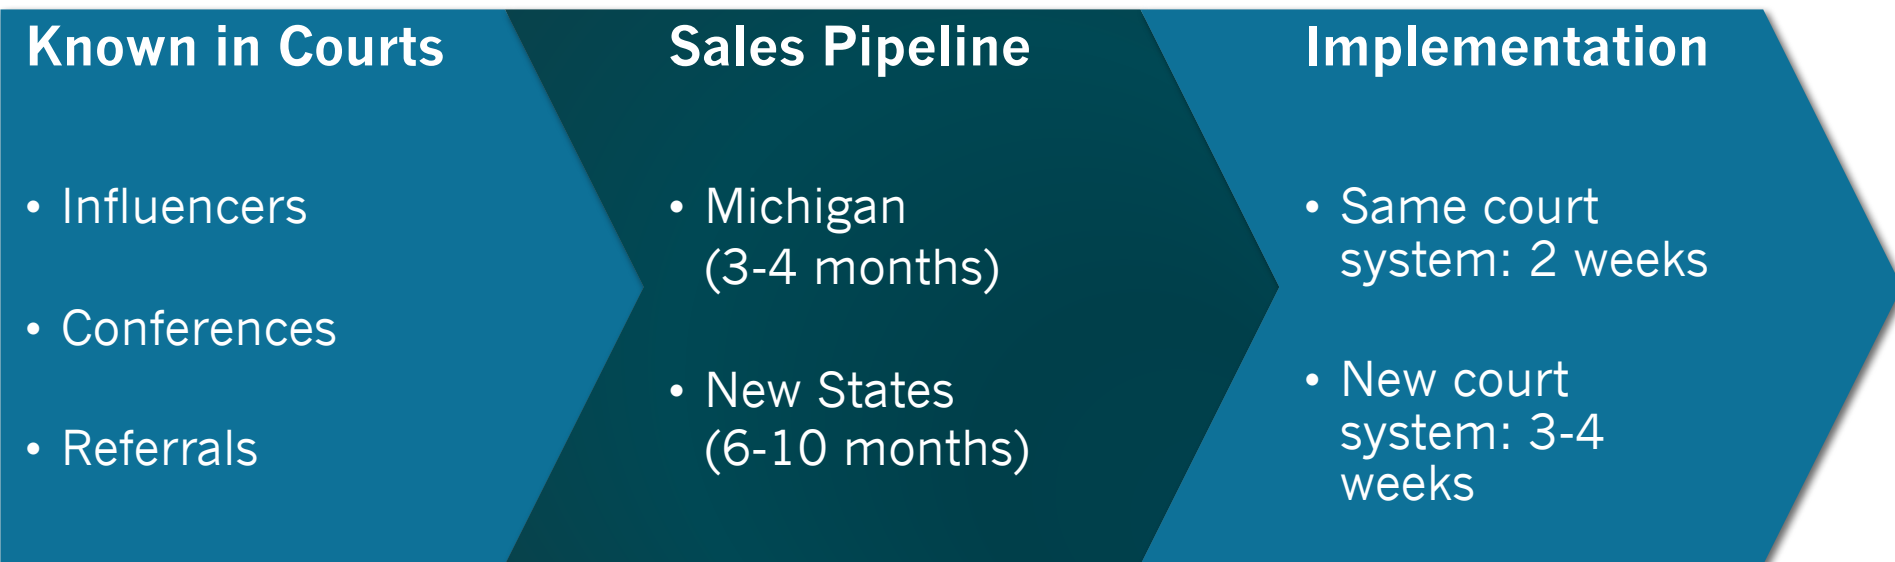 Known in Courts
• Influencers
• Conferences
• Referrals
Sales Pipeline
• Michigan
(3-4 months)
• New States
(6-10 months)
Implementation
• Same court
system: 2 weeks
• New court
system: 3-4
weeks